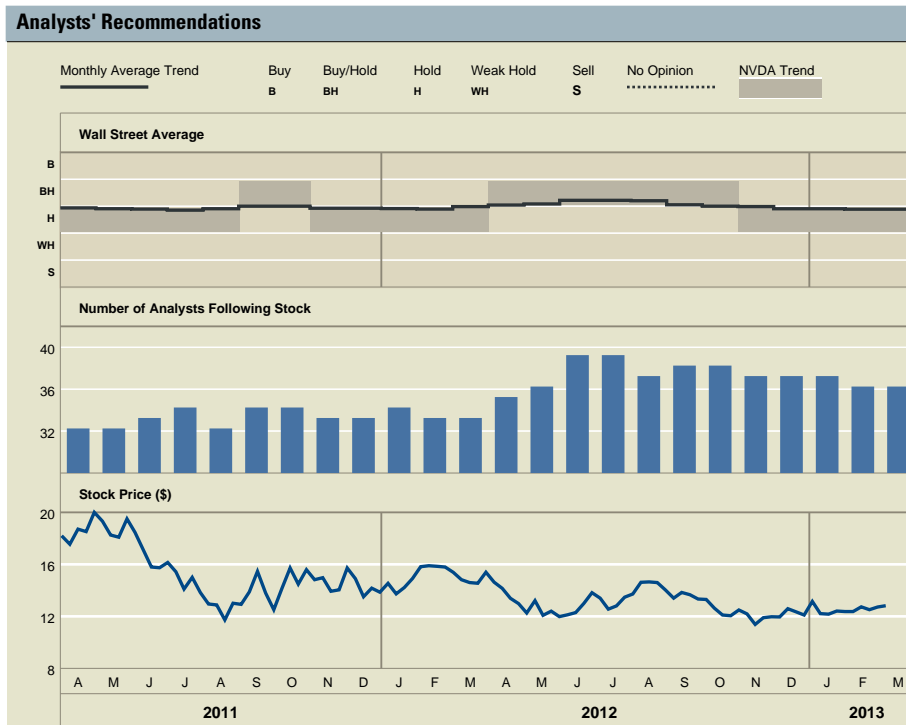 Analysts' Recommendations
Monthly Average Trend Buy Buy/Hold Hold Weak Hold Sell No Opinion NVDA Trend
B BH H WH S
Wall Street Average
B
BH
H
WH
S
Number of Analysts Following Stock
40
36
32
Stock Price ($)
20
16
12
8
A M J J A S O N D J F M A M J J A S O N D J F M
2011 2012 2013